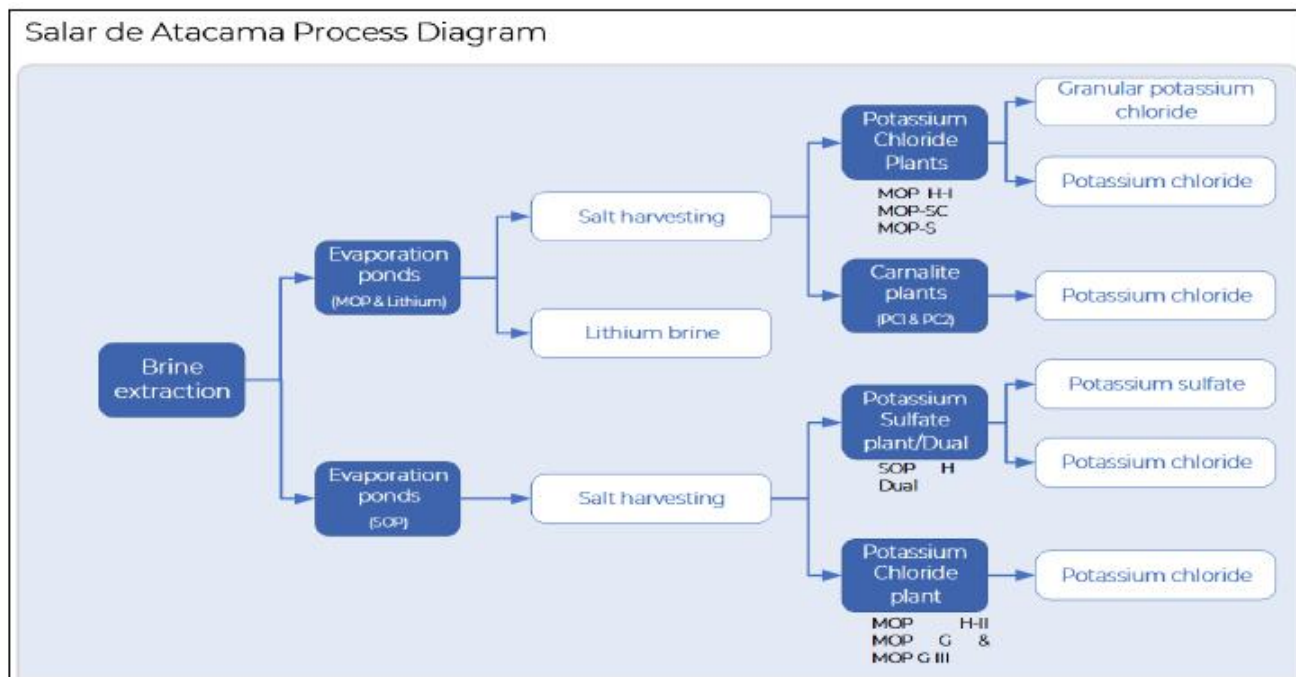 Salar de Atacama Process Diagram
Brine
extraction
Evaporation
ponds
(MOP & Lithium)
Evaporation
ponds
(SOP)
Salt harvesting
Lithium brine
Salt harvesting
Potassium
Chloride
Plants
MOP H-I
MOP-SC
MOP-S
Carnalite
plants
(PC1 & PC2)
Potassium
Sulfate
plant/Dual
SOP H
Dual
Potassium
Chloride
plant
MOP H-II
MOP G &
MOP G III
Granular potassium
chloride
Potassium chloride
Potassium chloride
Potassium sulfate
Potassium chloride
Potassium chloride